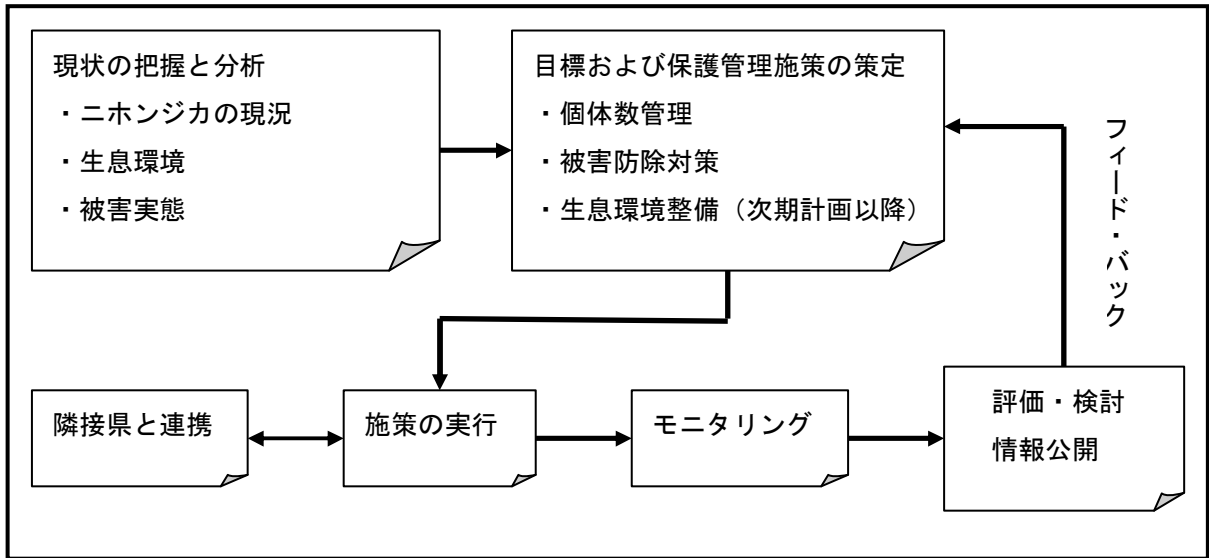 現状の把握と分析
・ニホンジカの現況
・生息環境
・被害実態
目標および保護管理施策の策定
・個体数管理
・被害防除対策
・生息環境整備（次期計画以降）
フィード・バック
隣接県と連携
施策の実行
モニタリング
評価・検討
情報公開